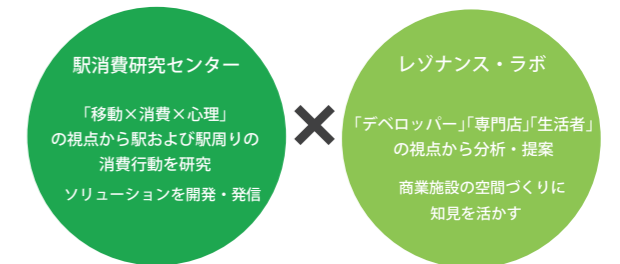 駅消費研究センター
「移動×消費×心理」
の視点から駅および駅周りの
消費行動を研究
ソリューションを開発・発信
×
レゾナンス・ラボ
「デベロッパー」「専門店」「生活者」
の視点から分析・提案
商業施設の空間づくりに
知見を活かす